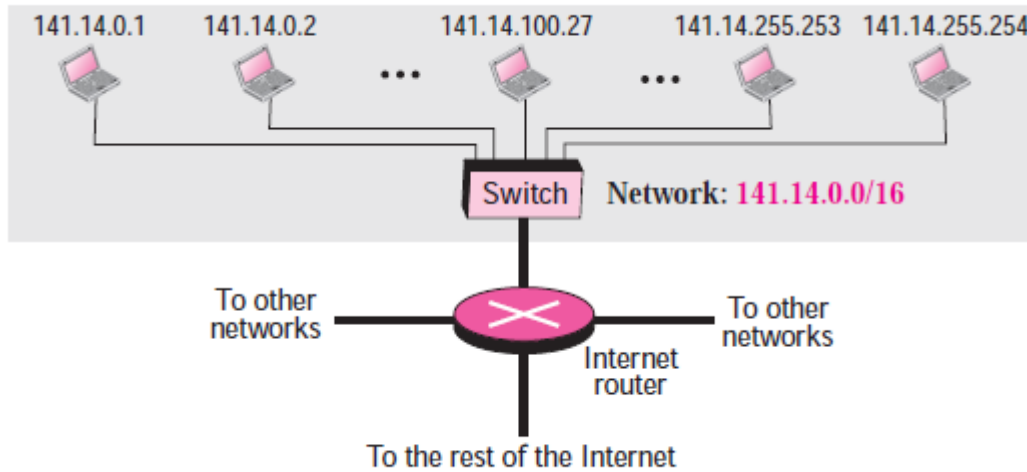 141.14.0.1 141.14.0.2 141.14.100.27 141.14.255.253 141.14.255.254
••• •••
Switch Network: 141.14.0.0/16
To other
networks
To other
networks
Internet
router
To the rest of the Internet